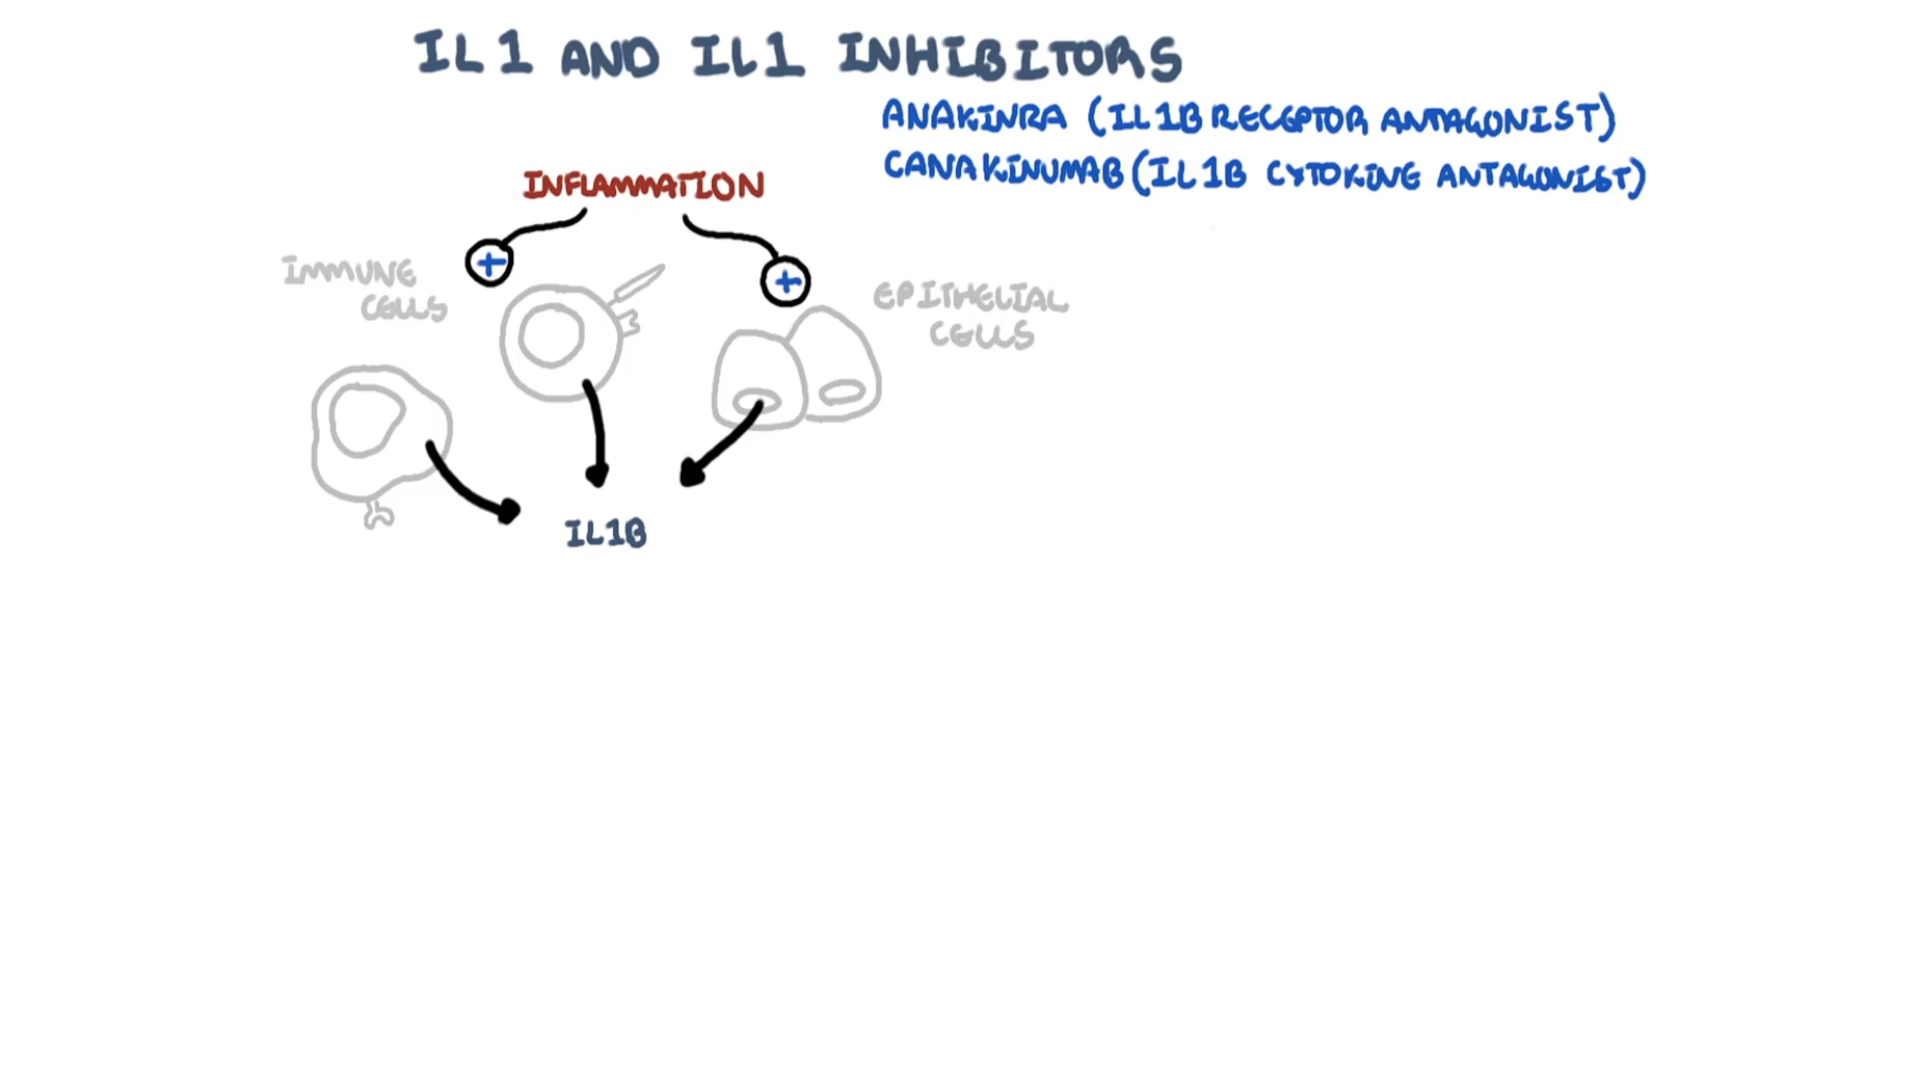 IL1 AND IL1 INHIBITORS
ANAKINRA (IL1B RECEPTOR ANTAGONIST)
CANAKINUMAB (IL1B CYTOKINE ANTAGONIST)
INFLAMMATION
+
+
IMMUNE
CELLS
EPITHELIAL
CELLS
IL1B